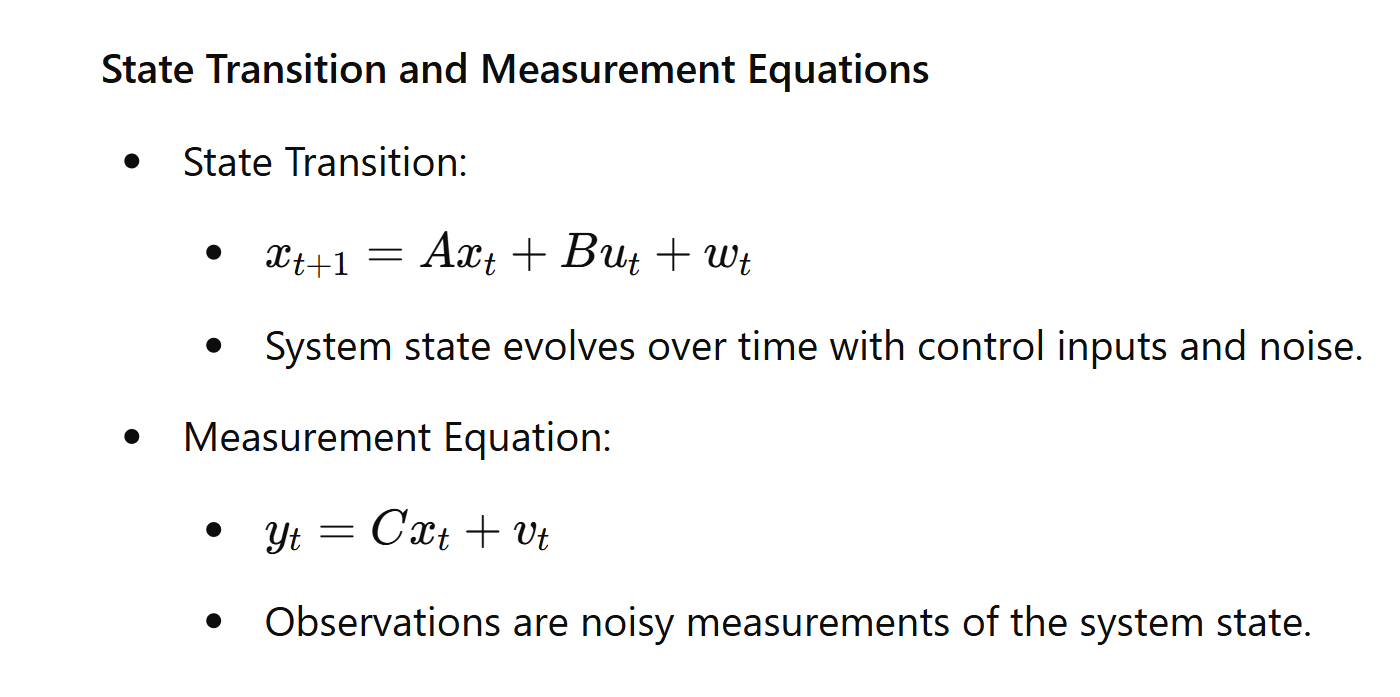 State Transition and Measurement Equations
• State Transition:
• $x_{t+1} = Ax_t + Bu_t + w_t$
• System state evolves over time with control inputs and noise.
• Measurement Equation:
• $y_t = Cx_t + v_t$
• Observations are noisy measurements of the system state.